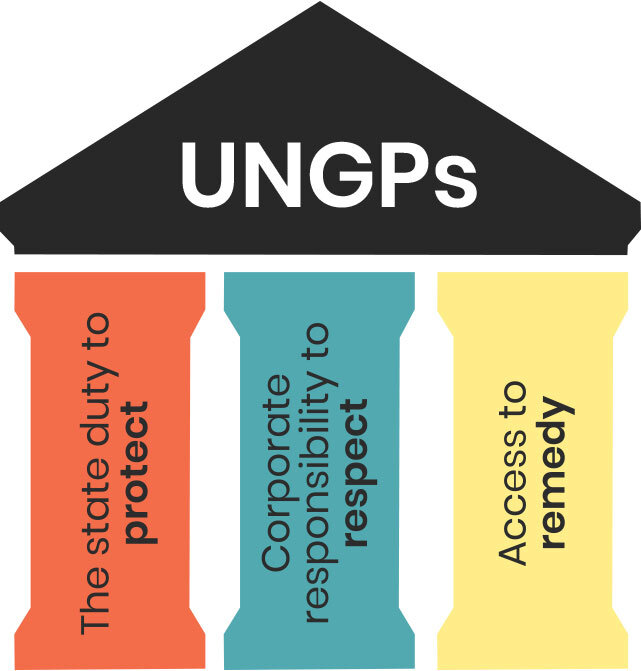 UNGPs
The state duty to
protect
Corporate
responsibility to
respect
Access to
remedy